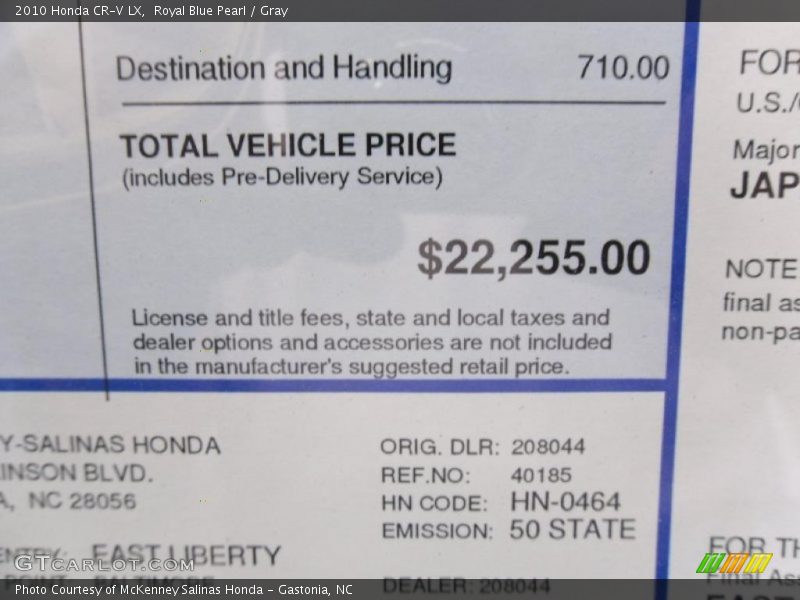 2010 Honda CR-V LX, Royal Blue Pearl / Gray
Destination and Handling 710.00
TOTAL VEHICLE PRICE
(includes Pre-Delivery Service)
$22,255.00
License and title fees, state and local taxes and
dealer options and accessories are not included
in the manufacturer's suggested retail price.
FOR
U.S./
Major
JAP
NOTE
final as
non-pa
Y-SALINAS HONDA
INSON BLVD.
A, NC 28056
ORIG. DLR: 208044
REF.NO: 40185
HN CODE: HN-0464
EMISSION: 50 STATE
EAST LIBERTY
POINT BALTIMORE
DEALER: 208044
FOR TH
Final Ass
GTCARLOT.COM
Photo Courtesy of McKenney Salinas Honda - Gastonia, NC